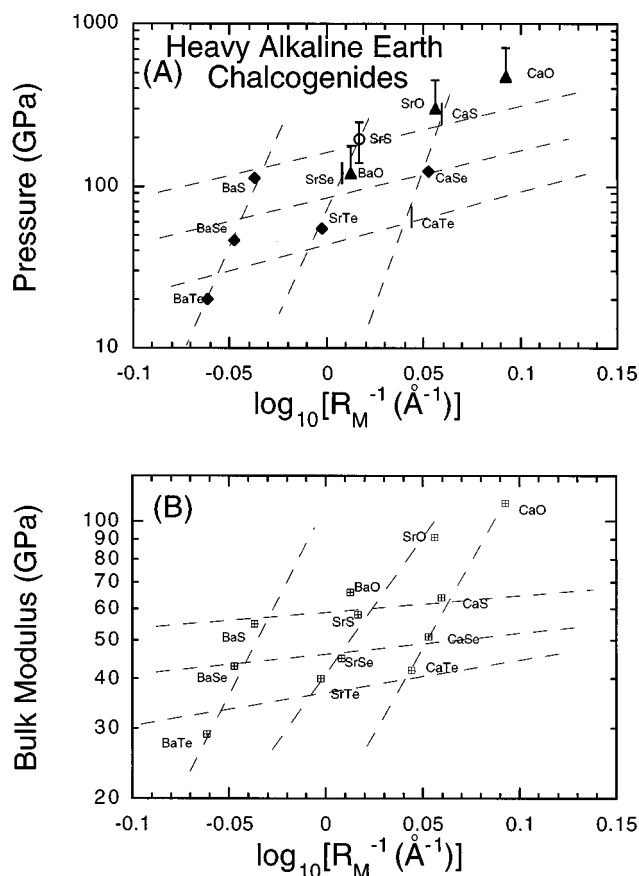 Heavy Alkaline Earth
Chalcogenides
(A)
1000
100
10
Pressure (GPa)
CaO
SrO
CaS
SrS
BaS
SrSe
BaO
CaSe
BaSe
SrTe
CaTe
BaTe
-0.1
-0.05
0
0.05
0.1
0.15
log10[RM-1 (Å-1)]
(B)
100
90
80
70
60
50
40
30
20
Bulk Modulus (GPa)
CaO
SrO
BaO
CaS
SrS
BaS
CaSe
SrSe
BaSe
CaTe
SrTe
BaTe
-0.1
-0.05
0
0.05
0.1
0.15
log10[RM-1 (Å-1)]